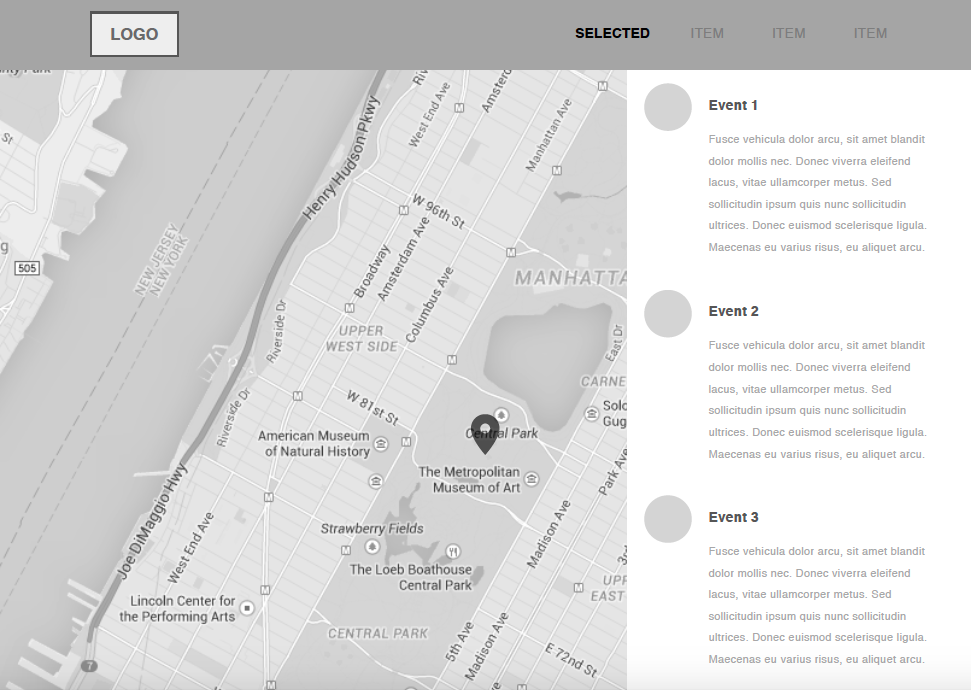 LOGO
SELECTED
ITEM
ITEM
ITEM
St
505
NEW JERSEY
NEW YORK
Henry Hudson Pkwy
West End Ave
Manhattan Ave
W 96th St
Broadway
Amsterdam Ave
Columbus Ave
Riverside Dr
UPPER
WEST SIDE
MANHATTA
East Dr
CARNE
Solo
Gug
Riverside Dr
W 81st St
American Museum
of Natural History
Central Park
The Metropolitan
Museum of Art
Park Ave
Joe DiMaggio Hwy
West End Ave
Strawberry Fields
Madison Ave
The Loeb Boathouse
Central Park
UPP
EAST
Lincoln Center for
the Performing Arts
CENTRAL PARK
5th Ave
Madison Ave
E 72nd St
7
Event 1
Fusce vehicula dolor arcu, sit amet blandit
dolor mollis nec. Donec viverra eleifend
lacus, vitae ullamcorper metus. Sed
sollicitudin ipsum quis nunc sollicitudin
ultrices. Donec euismod scelerisque ligula.
Maecenas eu varius risus, eu aliquet arcu.
Event 2
Fusce vehicula dolor arcu, sit amet blandit
dolor mollis nec. Donec viverra eleifend
lacus, vitae ullamcorper metus. Sed
sollicitudin ipsum quis nunc sollicitudin
ultrices. Donec euismod scelerisque ligula.
Maecenas eu varius risus, eu aliquet arcu.
Event 3
Fusce vehicula dolor arcu, sit amet blandit
dolor mollis nec. Donec viverra eleifend
lacus, vitae ullamcorper metus. Sed
sollicitudin ipsum quis nunc sollicitudin
ultrices. Donec euismod scelerisque ligula.
Maecenas eu varius risus, eu aliquet arcu.